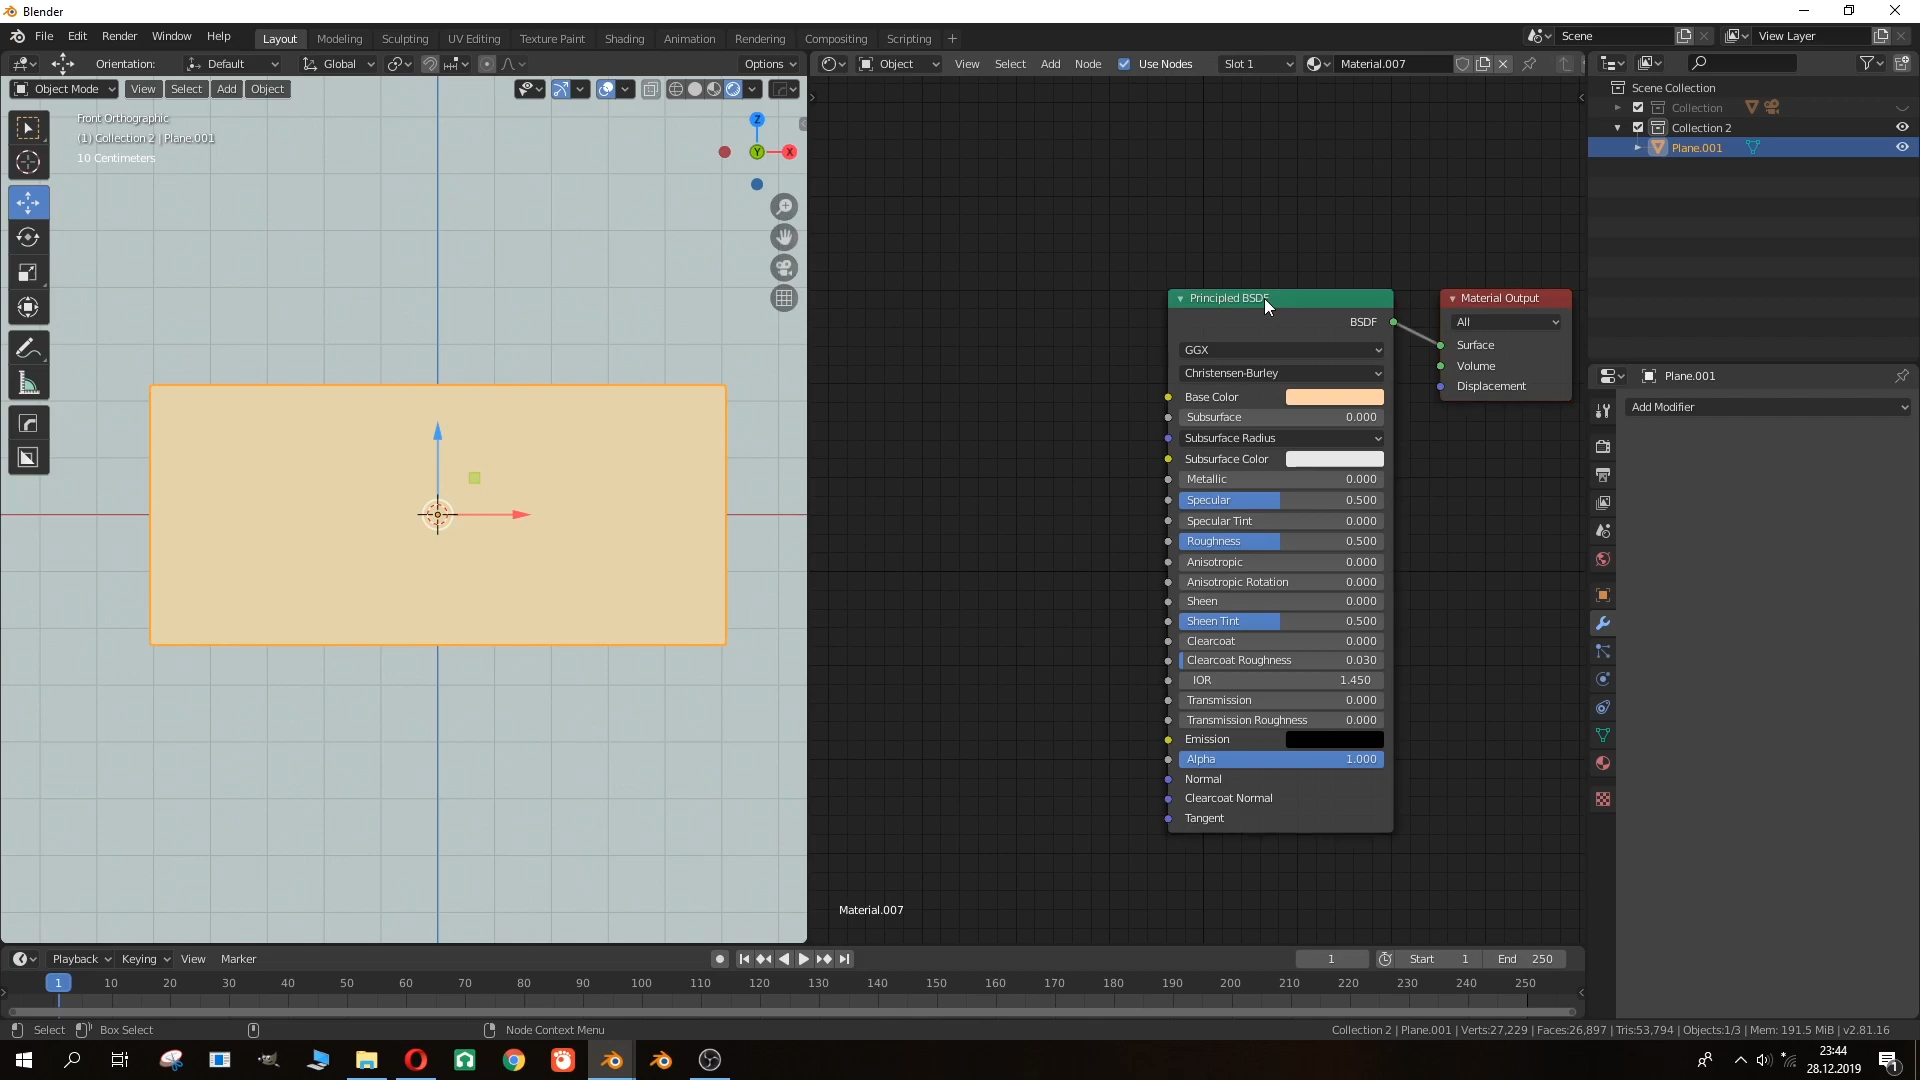 Blender
File Edit Render Window Help
Layout Modeling Sculpting UV Editing Texture Paint Shading Animation Rendering Compositing Scripting +
Scene
View Layer
Orientation: Default Global Options
Object View Select Add Node Use Nodes Slot 1 Material.007
Object Mode View Select Add Object
Front Orthographic
(1) Collection 2 | Plane.001
10 Centimeters
Z
Y
X
Scene Collection
Collection
Collection 2
Plane.001
Plane.001
Add Modifier
Principled BSDF
BSDF
GGX
Christensen-Burley
Base Color
Subsurface 0.000
Subsurface Radius
Subsurface Color
Metallic 0.000
Specular 0.500
Specular Tint 0.000
Roughness 0.500
Anisotropic 0.000
Anisotropic Rotation 0.000
Sheen 0.000
Sheen Tint 0.500
Clearcoat 0.000
Clearcoat Roughness 0.030
IOR 1.450
Transmission 0.000
Transmission Roughness 0.000
Emission
Alpha 1.000
Normal
Clearcoat Normal
Tangent
Material Output
All
Surface
Volume
Displacement
Material.007
Playback Keying View Marker
1 Start 1 End 250
1 10 20 30 40 50 60 70 80 90 100 110 120 130 140 150 160 170 180 190 200 210 220 230 240 250
Select Box Select Node Context Menu
Collection 2 | Plane.001 | Verts:27,229 | Faces:26,897 | Tris:53,794 | Objects:1/3 | Mem: 191.5 MiB | v2.81.16
23:44
28.12.2019
1